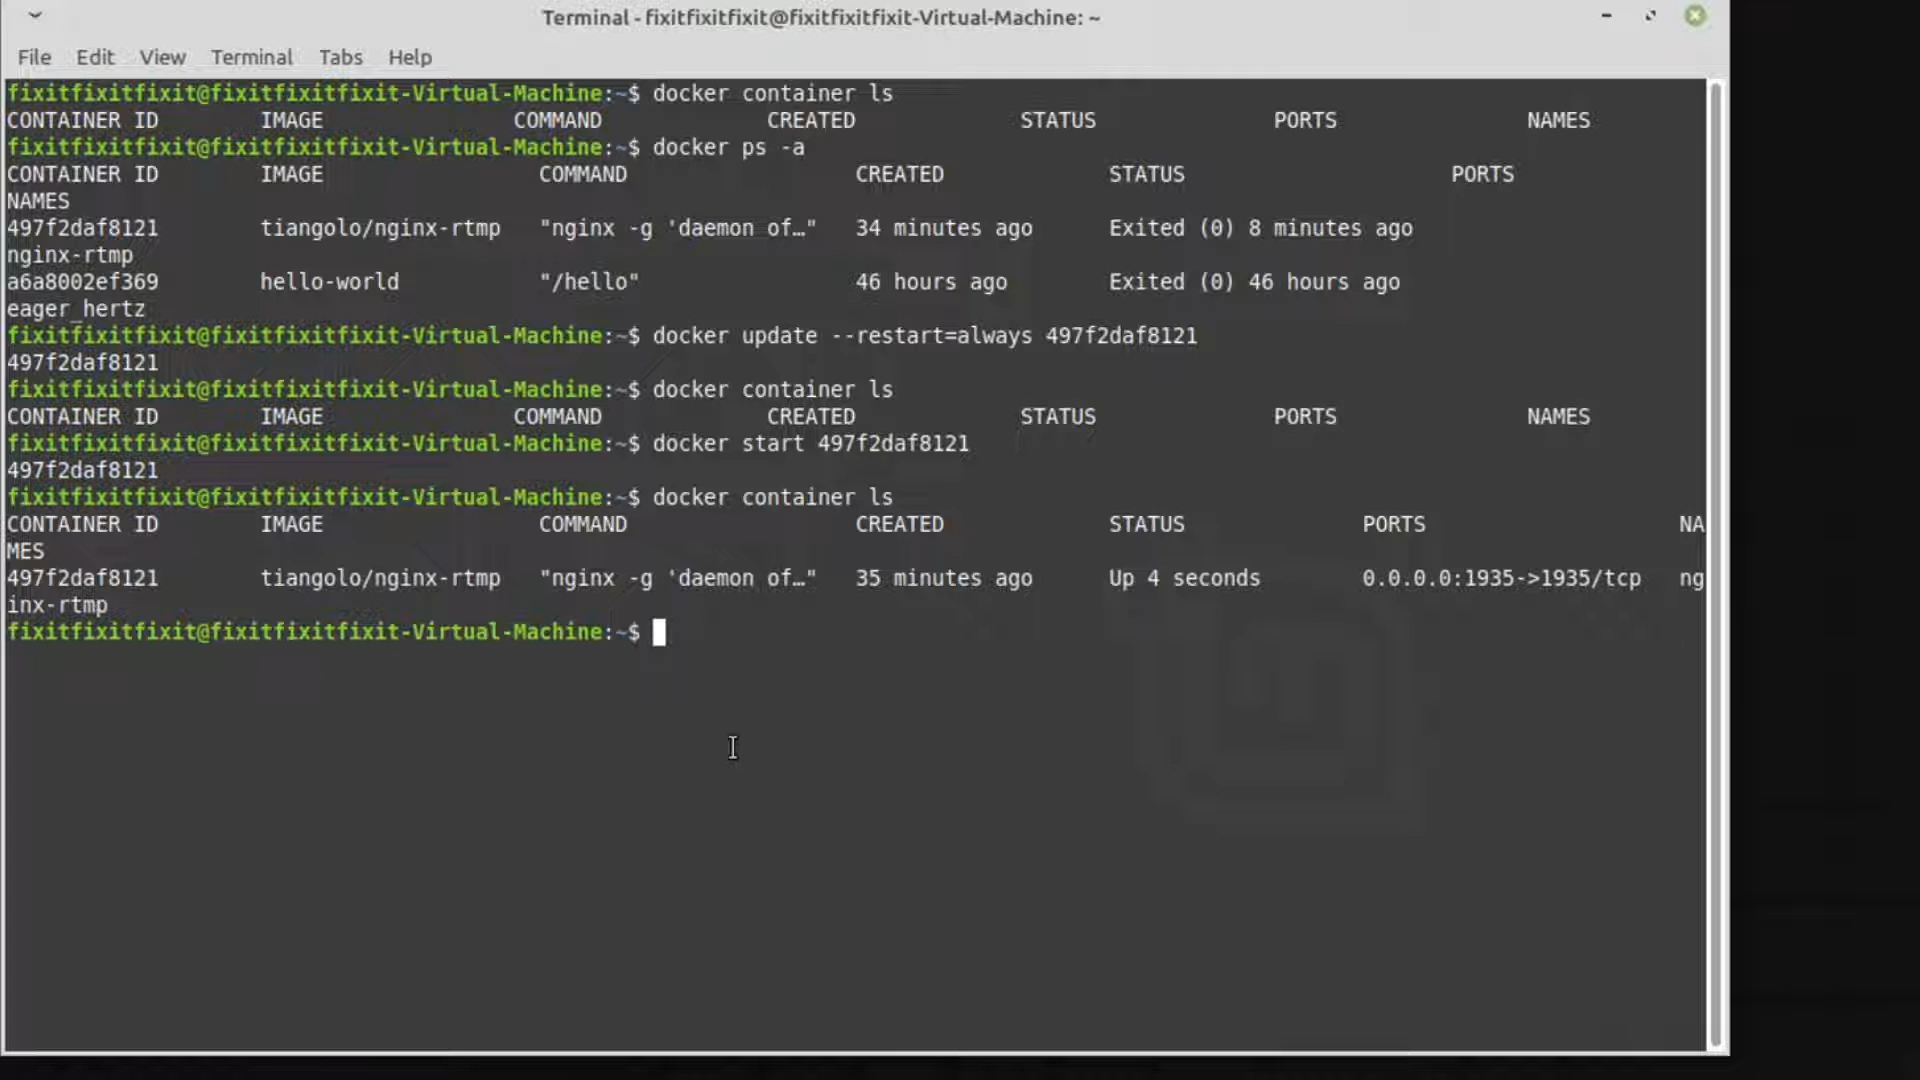 Terminal - fixitfixitfixit@fixitfixitfixit-Virtual-Machine: ~
File Edit View Terminal Tabs Help
fixitfixitfixit@fixitfixitfixit-Virtual-Machine:~$ docker container ls
CONTAINER ID IMAGE COMMAND CREATED STATUS PORTS NAMES
fixitfixitfixit@fixitfixitfixit-Virtual-Machine:~$ docker ps -a
CONTAINER ID IMAGE COMMAND CREATED STATUS PORTS
NAMES
497f2daf8121 tiangolo/nginx-rtmp "nginx -g 'daemon of…" 34 minutes ago Exited (0) 8 minutes ago
nginx-rtmp
a6a8002ef369 hello-world "/hello" 46 hours ago Exited (0) 46 hours ago
eager_hertz
fixitfixitfixit@fixitfixitfixit-Virtual-Machine:~$ docker update --restart=always 497f2daf8121
497f2daf8121
fixitfixitfixit@fixitfixitfixit-Virtual-Machine:~$ docker container ls
CONTAINER ID IMAGE COMMAND CREATED STATUS PORTS NAMES
fixitfixitfixit@fixitfixitfixit-Virtual-Machine:~$ docker start 497f2daf8121
497f2daf8121
fixitfixitfixit@fixitfixitfixit-Virtual-Machine:~$ docker container ls
CONTAINER ID IMAGE COMMAND CREATED STATUS PORTS NA
MES
497f2daf8121 tiangolo/nginx-rtmp "nginx -g 'daemon of…" 35 minutes ago Up 4 seconds 0.0.0.0:1935->1935/tcp ng
inx-rtmp
fixitfixitfixit@fixitfixitfixit-Virtual-Machine:~$